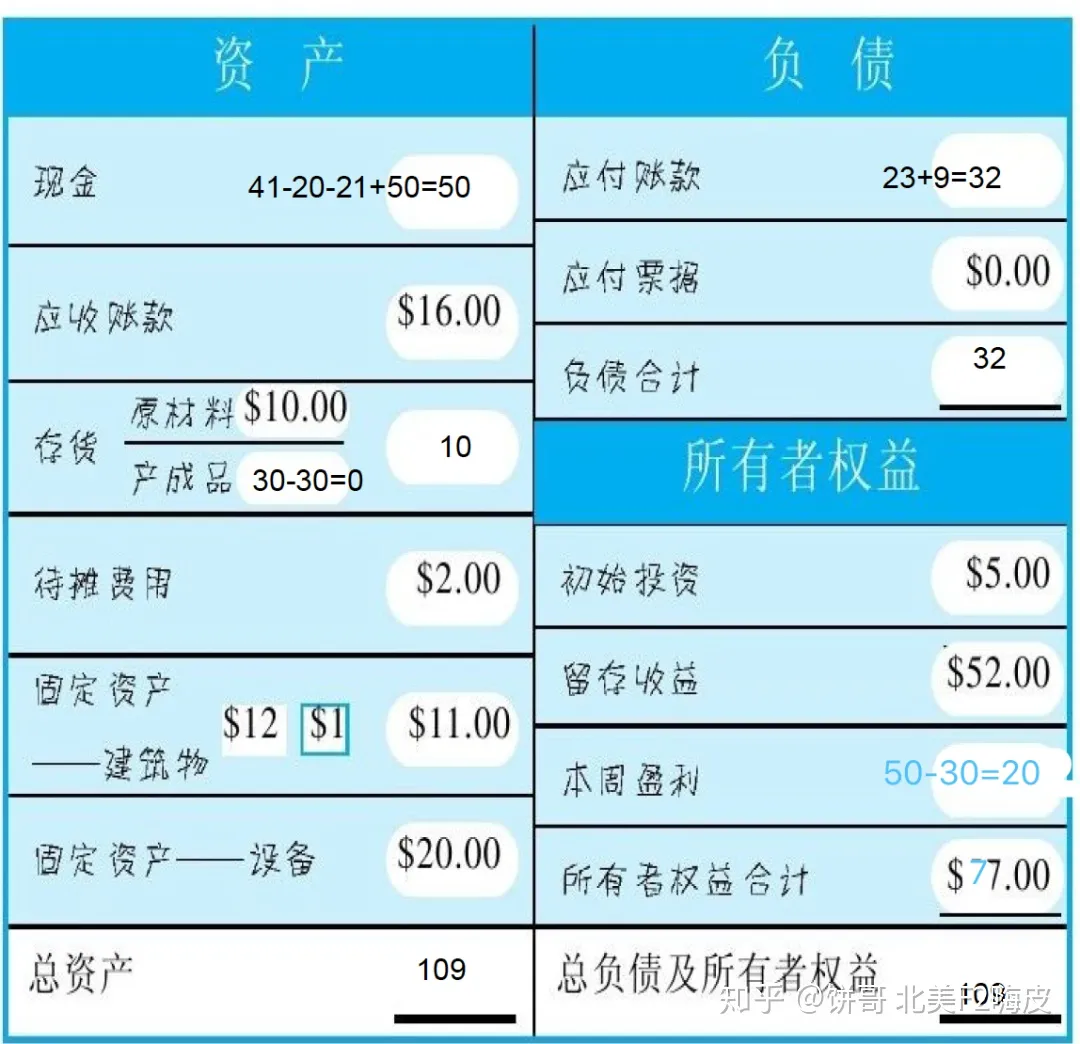 资 产
现金 41-20-21+50=50
应收账款 $16.00
存货 原材料 $10.00
产成品 30-30=0
10
待摊费用 $2.00
固定资产
——建筑物 $12 $1 $11.00
固定资产——设备 $20.00
总资产 109
负 债
应付账款 23+9=32
应付票据 $0.00
负债合计 32
所有者权益
初始投资 $5.00
留存收益 $52.00
本周盈利 50-30=20
所有者权益合计 $77.00
总负债及所有者权益 109
知乎 @饼哥 北美